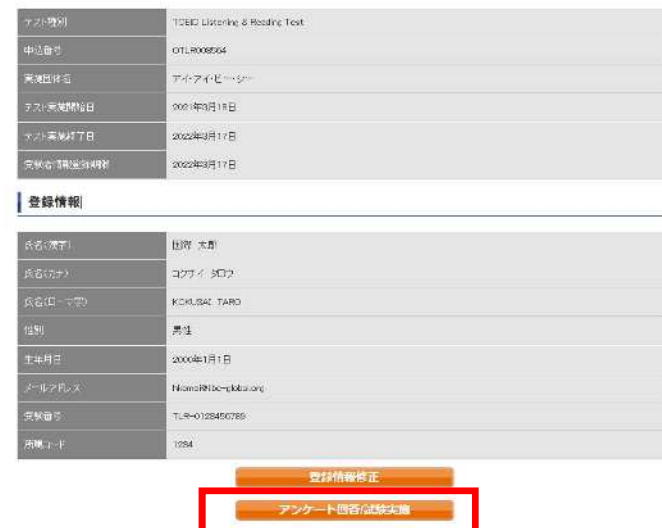 テスト種別 TOEIC Listening & Reading Test
申込番号 OTLR008564
実施団体名 アイ・アイ・ビー・シー
テスト実施開始日 2021年3月18日
テスト実施終了日 2022年3月17日
受験者情報登録期限 2022年3月17日
登録情報
氏名(漢字) 国際 太郎
氏名(カナ) コクサイ タロウ
氏名(ローマ字) KOKUSAI TARO
性別 男性
生年月日 2000年1月1日
メールアドレス
受験番号 TLR-0123456789
所属コード 1234
登録情報修正
アンケート回答/試験実施